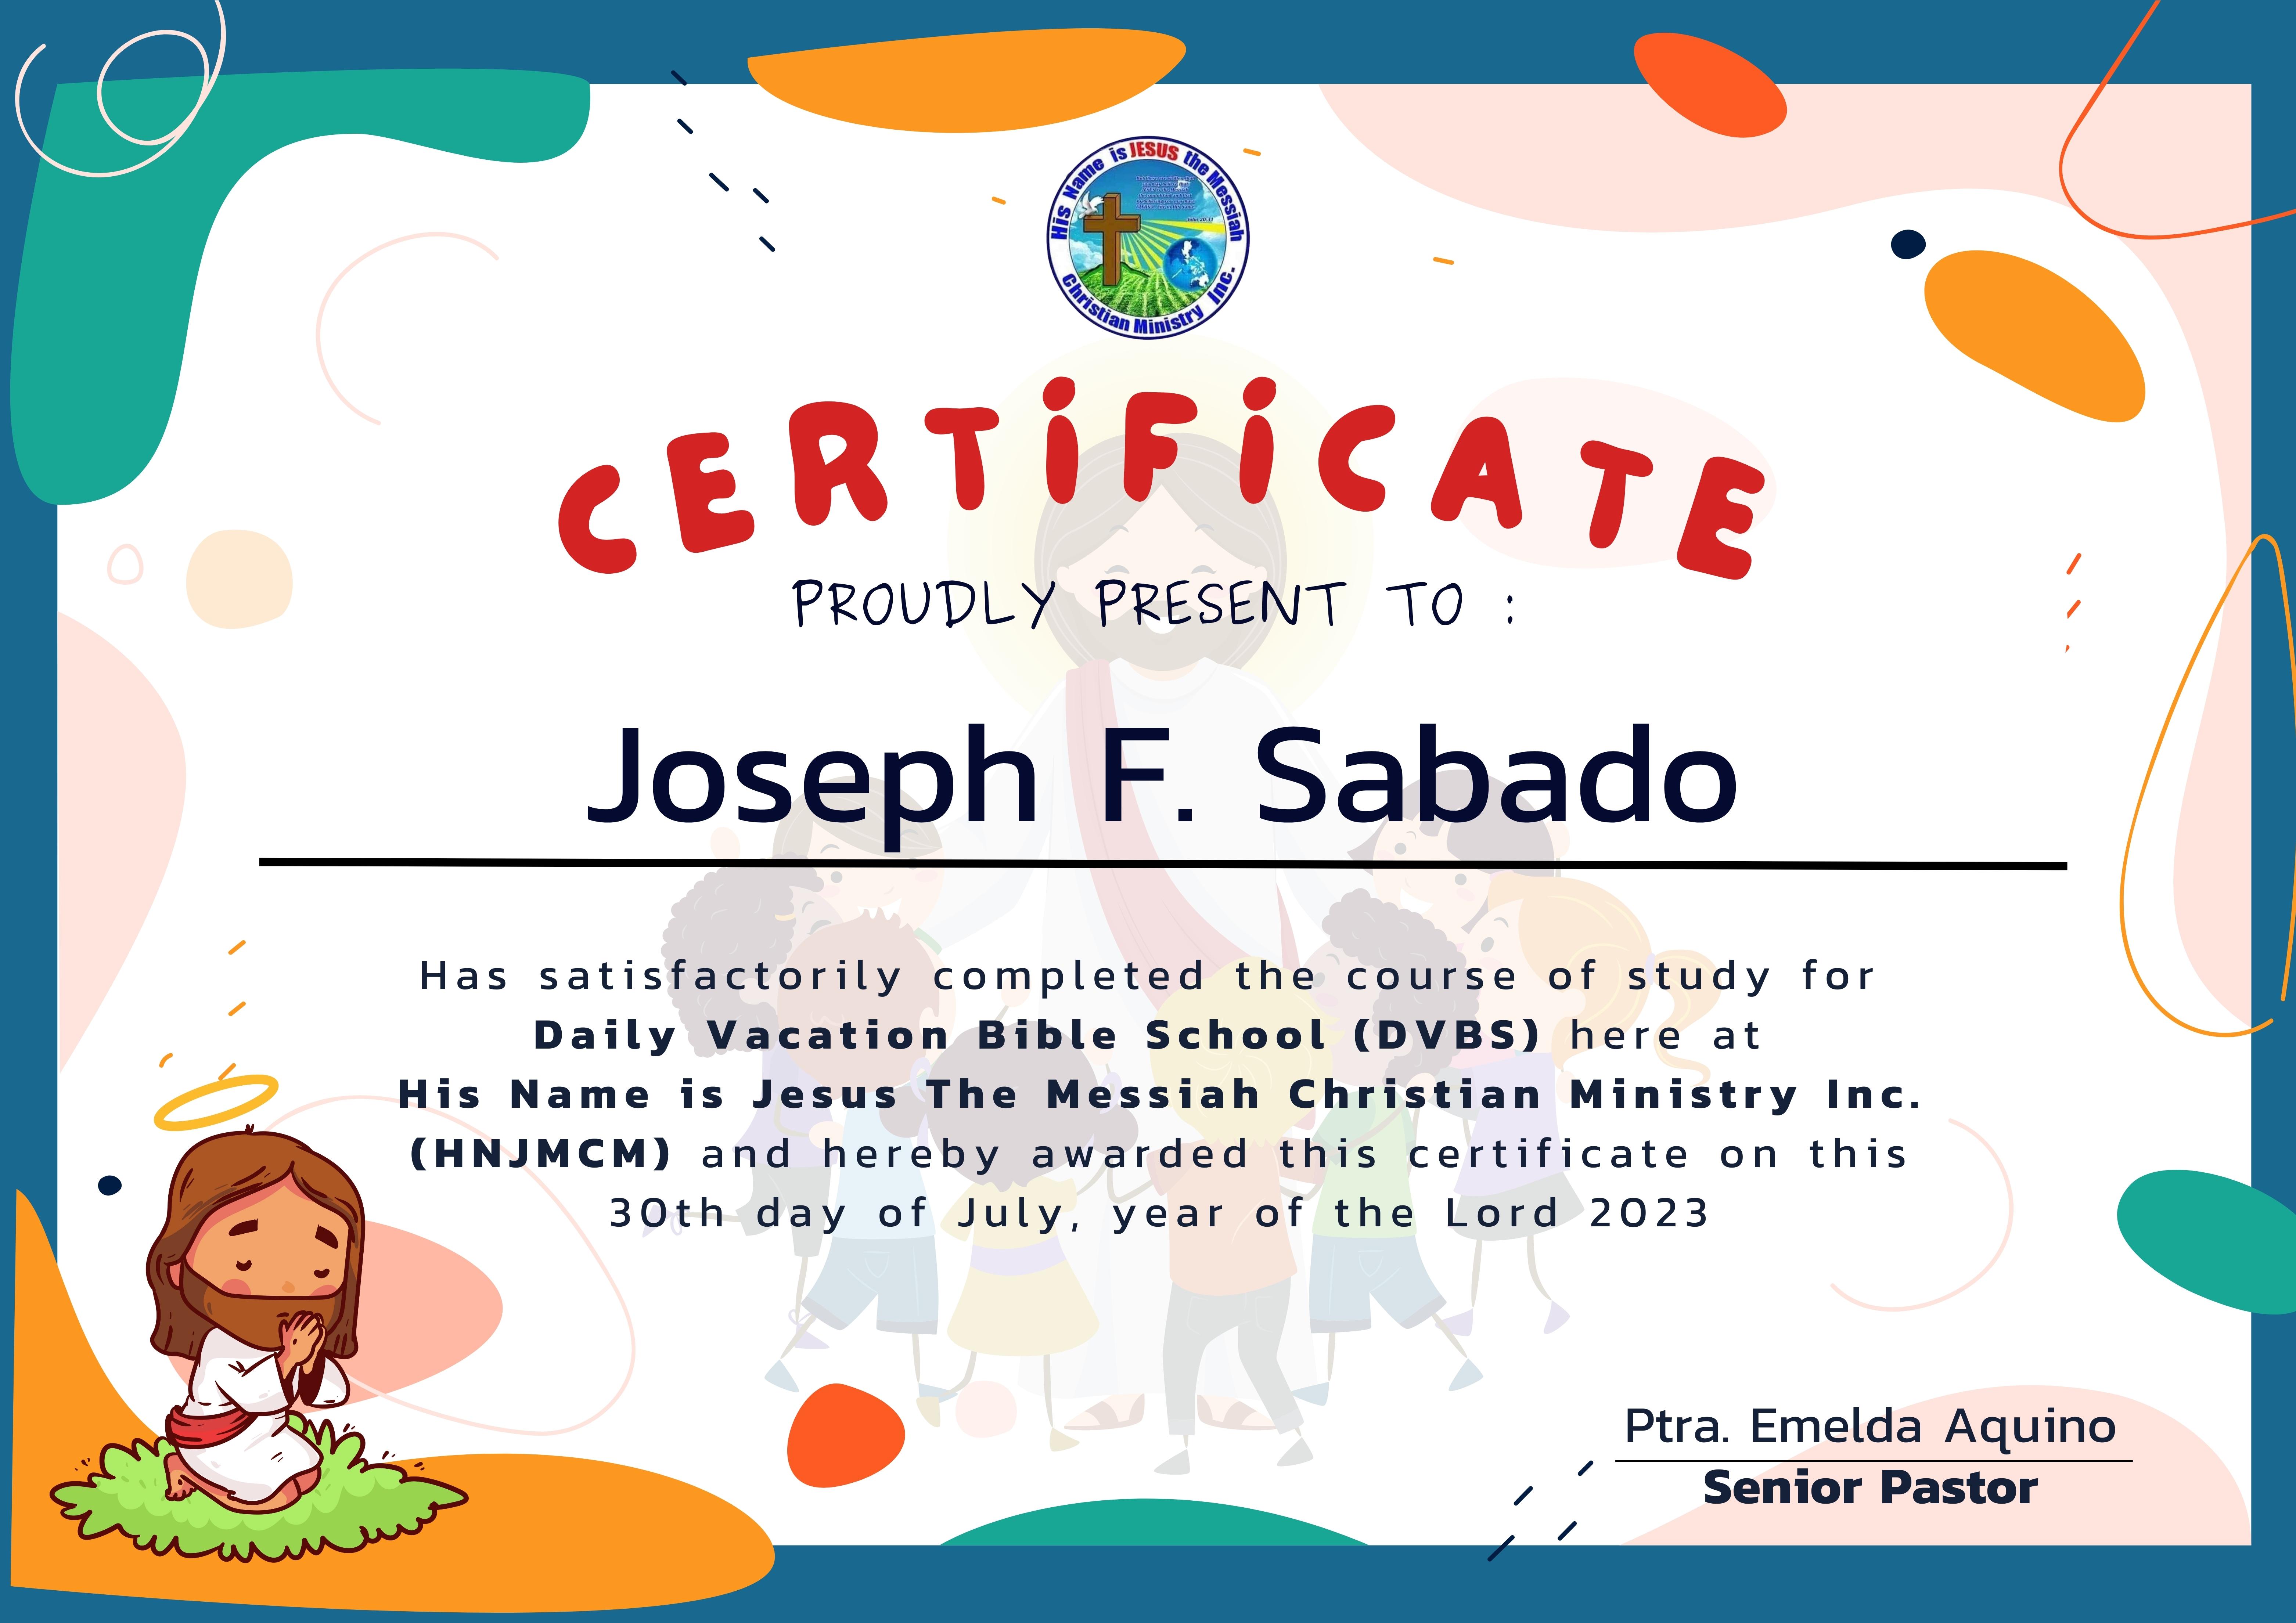 His Name is JESUS the Messiah
Christian Ministry Inc.
CERTiFiCATE
PROUDLY PRESENT TO :
Joseph F. Sabado
Has satisfactorily completed the course of study for
Daily Vacation Bible School (DVBS) here at
His Name is Jesus The Messiah Christian Ministry Inc.
(HNJMCM) and hereby awarded this certificate on this
30th day of July, year of the Lord 2023
Ptra. Emelda Aquino
Senior Pastor